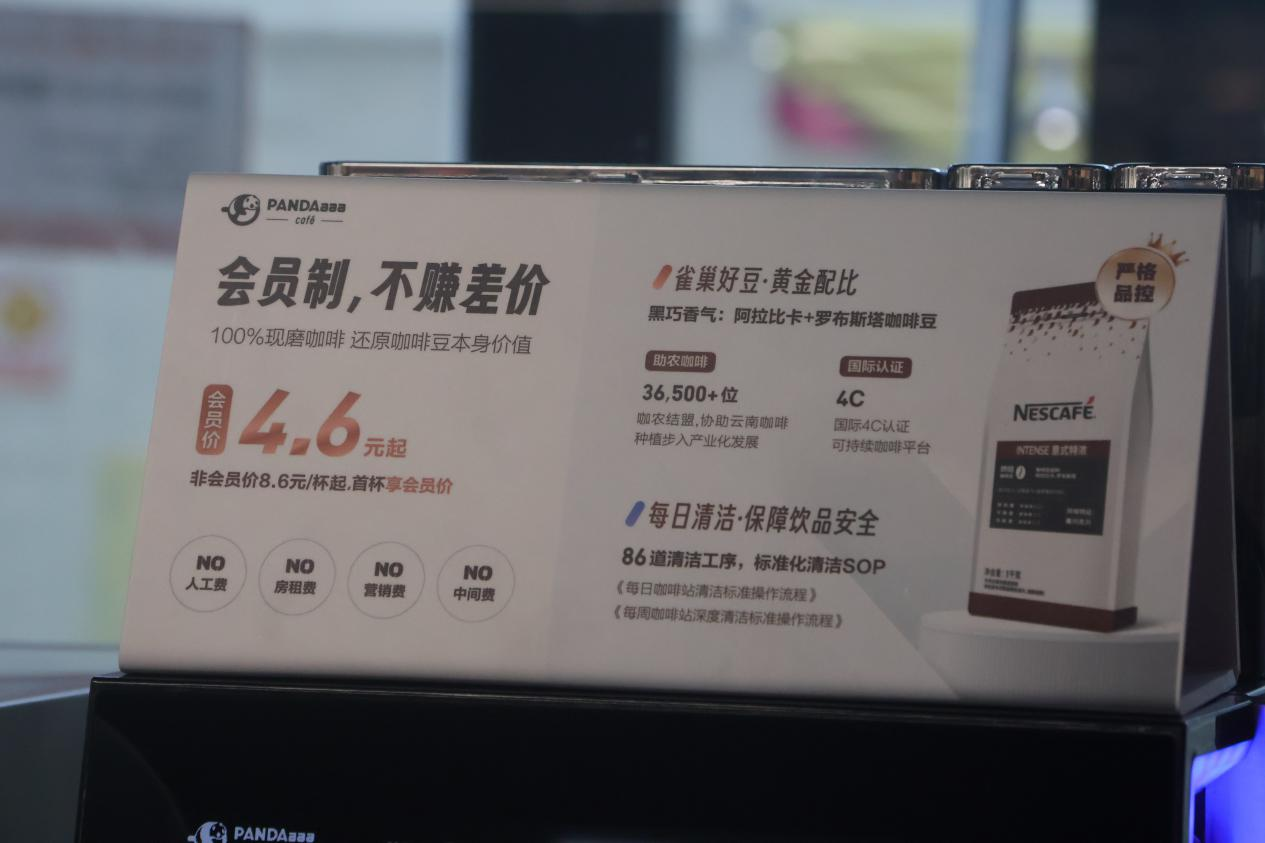 PANDAaaa
café
会员制,不赚差价
100%现磨咖啡 还原咖啡豆本身价值
会员价
4.6元起
非会员价8.6元/杯起,首杯享会员价
NO
人工费
NO
房租费
NO
营销费
NO
中间费
雀巢好豆·黄金配比
黑巧香气：阿拉比卡+罗布斯塔咖啡豆
助农咖啡
36,500+位
咖农结盟,协助云南咖啡
种植步入产业化发展
国际认证
4C
国际4C认证
可持续咖啡平台
每日清洁·保障饮品安全
86道清洁工序，标准化清洁SOP
《每日咖啡站清洁标准操作流程》
《每周咖啡站深度清洁标准操作流程》
严格
品控
NESCAFÉ
INTENSE 意式特浓
净含量：1千克
PANDAaaa